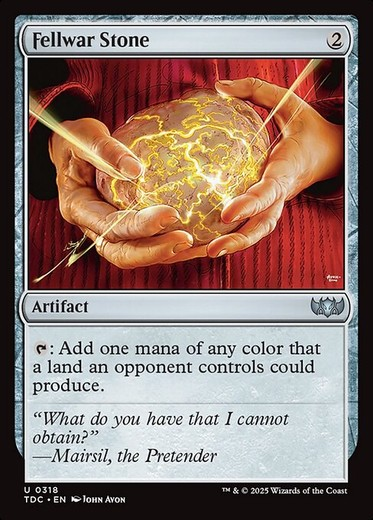 Fellwar Stone 2
Artifact
: Add one mana of any color that
a land an opponent controls could
produce.
“What do you have that I cannot
obtain?”
—Mairsil, the Pretender
U 0318
TDC • EN John Avon
™ & © 2025 Wizards of the Coast